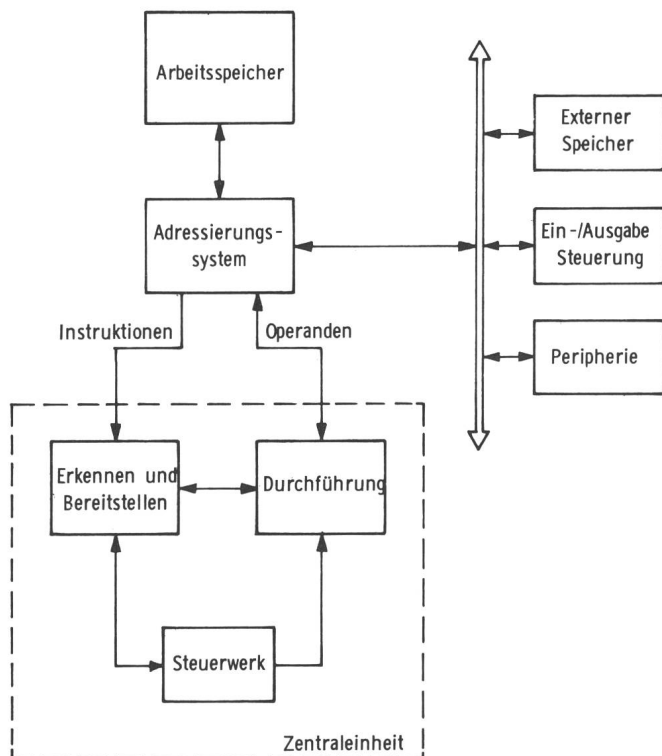 Arbeitsspeicher
Externer
Speicher
Adressierungs-
system
Ein-/Ausgabe
Steuerung
Instruktionen
Operanden
Peripherie
Erkennen und
Bereitstellen
Durchführung
Steuerwerk
Zentraleinheit